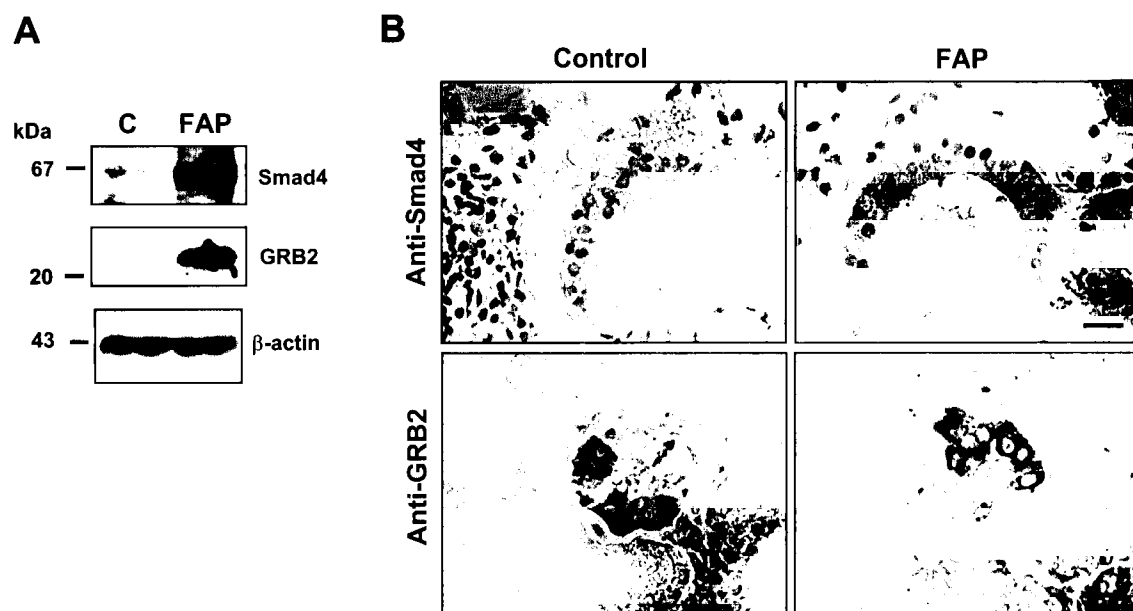 A
kDa
C FAP
67 Smad4
GRB2
20
43 β-actin
B
Control FAP
Anti-Smad4
Anti-GRB2